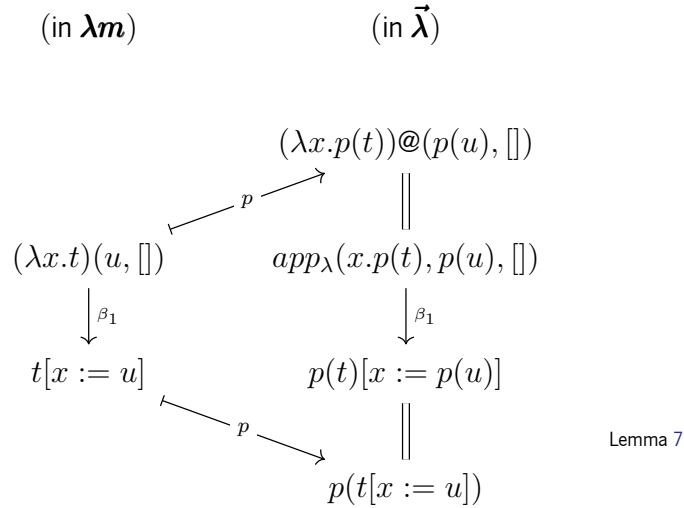 (in λm) (in λ⃗)
(λx.p(t))@(p(u), [])
p
(λx.t)(u, []) app_λ(x.p(t), p(u), [])
β₁ β₁
t[x := u] p(t)[x := p(u)]
p
Lemma 7
p(t[x := u])